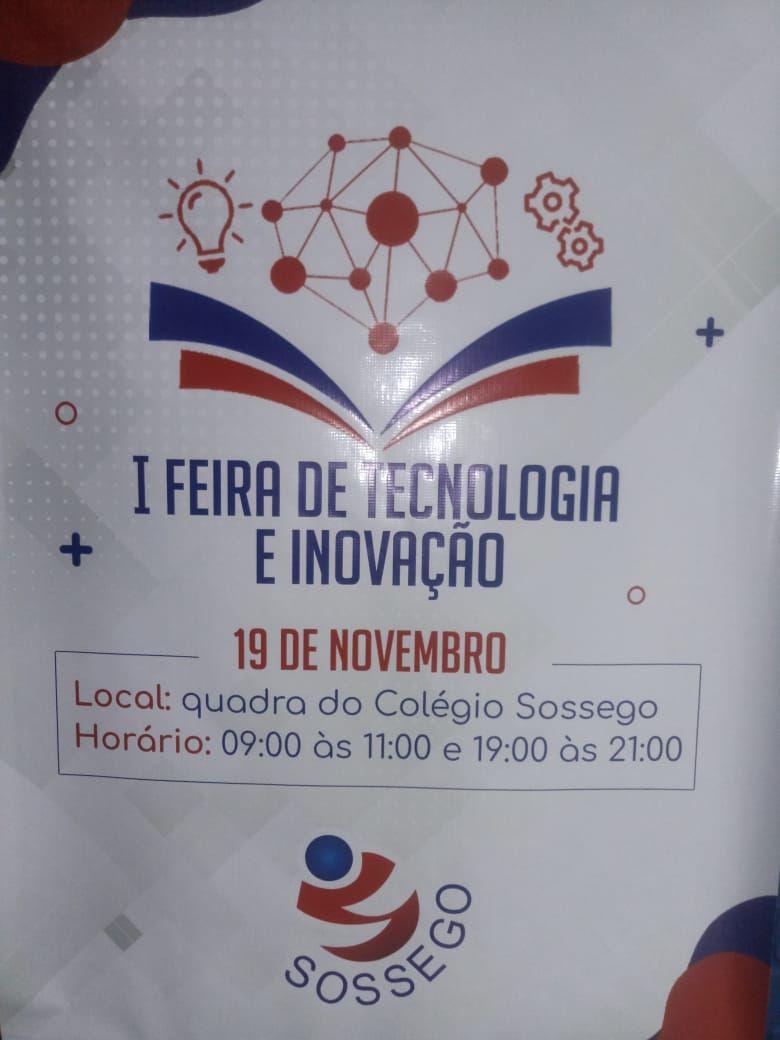 I FEIRA DE TECNOLOGIA
E INOVAÇÃO
19 DE NOVEMBRO
Local: quadra do Colégio Sossego
Horário: 09:00 às 11:00 e 19:00 às 21:00
SOSSEGO